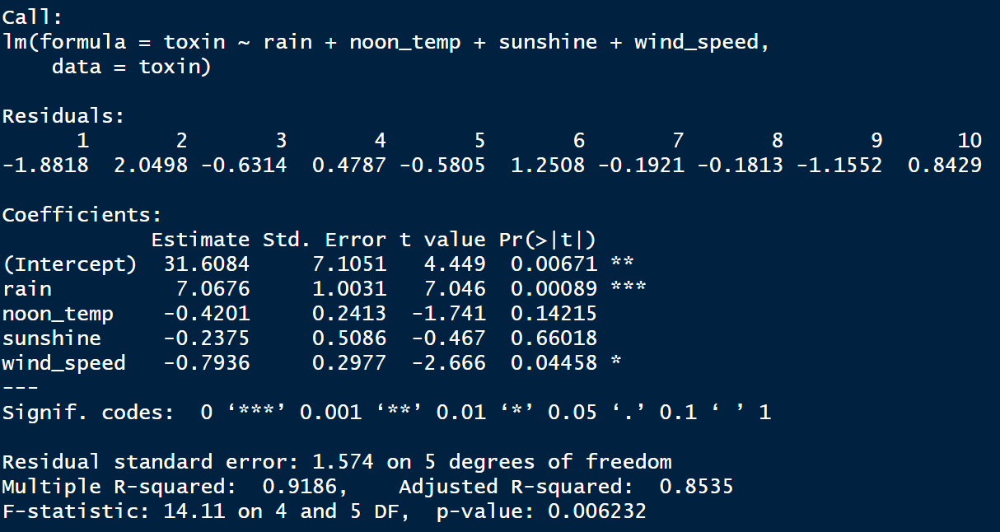 Call:
lm(formula = toxin ~ rain + noon_temp + sunshine + wind_speed,
    data = toxin)

Residuals:
      1       2       3       4       5       6       7       8       9      10
-1.8818  2.0498 -0.6314  0.4787 -0.5805  1.2508 -0.1921 -0.1813 -1.1552  0.8429

Coefficients:
            Estimate Std. Error t value Pr(>|t|)
(Intercept)  31.6084     7.1051   4.449  0.00671 **
rain          7.0676     1.0031   7.046  0.00089 ***
noon_temp    -0.4201     0.2413  -1.741  0.14215
sunshine     -0.2375     0.5086  -0.467  0.66018
wind_speed   -0.7936     0.2977  -2.666  0.04458 *
---
Signif. codes:  0 ‘***’ 0.001 ‘**’ 0.01 ‘*’ 0.05 ‘.’ 0.1 ‘ ’ 1

Residual standard error: 1.574 on 5 degrees of freedom
Multiple R-squared:  0.9186,    Adjusted R-squared:  0.8535
F-statistic: 14.11 on 4 and 5 DF,  p-value: 0.006232